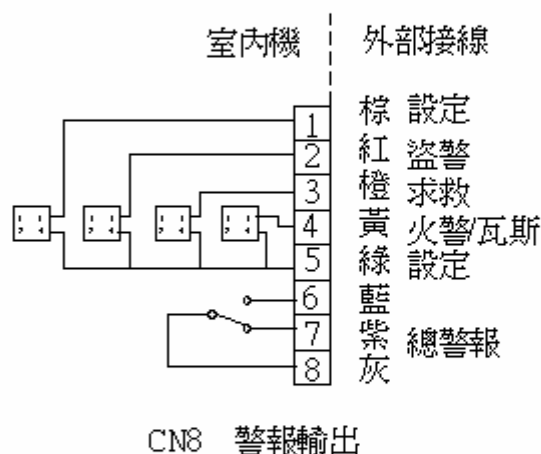 室內機 外部接線
1 棕 設定
2 紅 盜警
3 橙 求救
4 黃 火警/瓦斯
5 綠 設定
6 藍
7 紫 總警報
8 灰
CN8 警報輸出